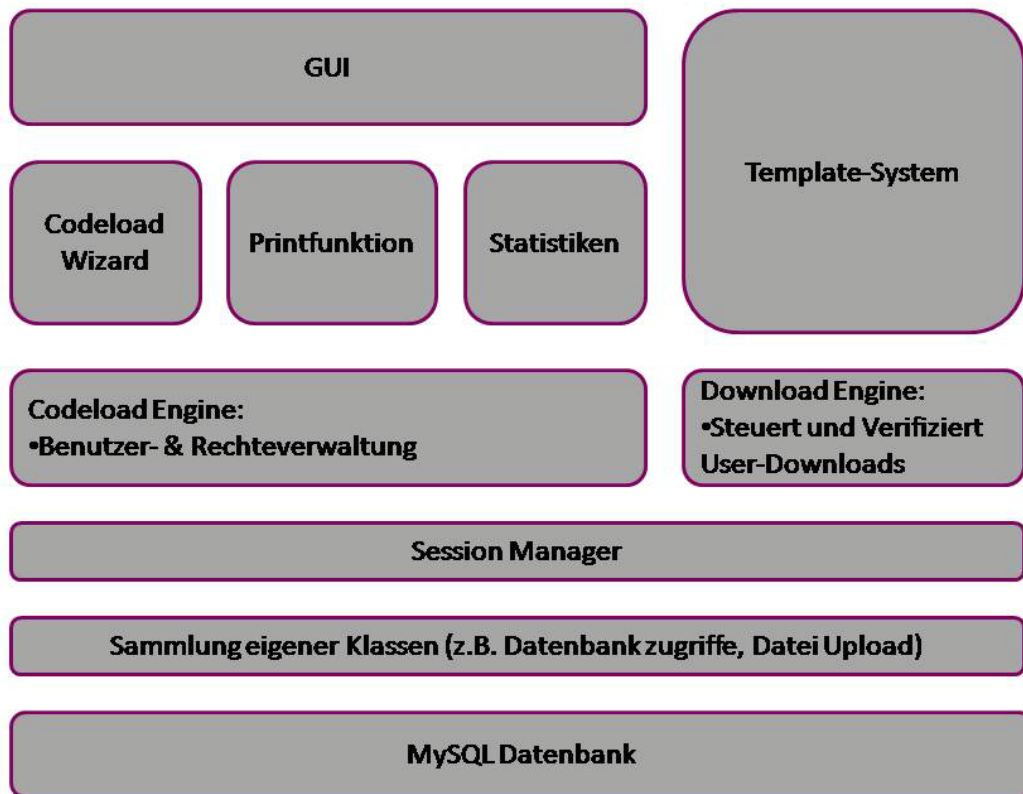 GUI
Template-System
Codeload
Wizard
Printfunktion
Statistiken
Codeload Engine:
•Benutzer- & Rechteverwaltung
Download Engine:
•Steuert und Verifiziert
User-Downloads
Session Manager
Sammlung eigener Klassen (z.B. Datenbank zugriffe, Datei Upload)
MySQL Datenbank